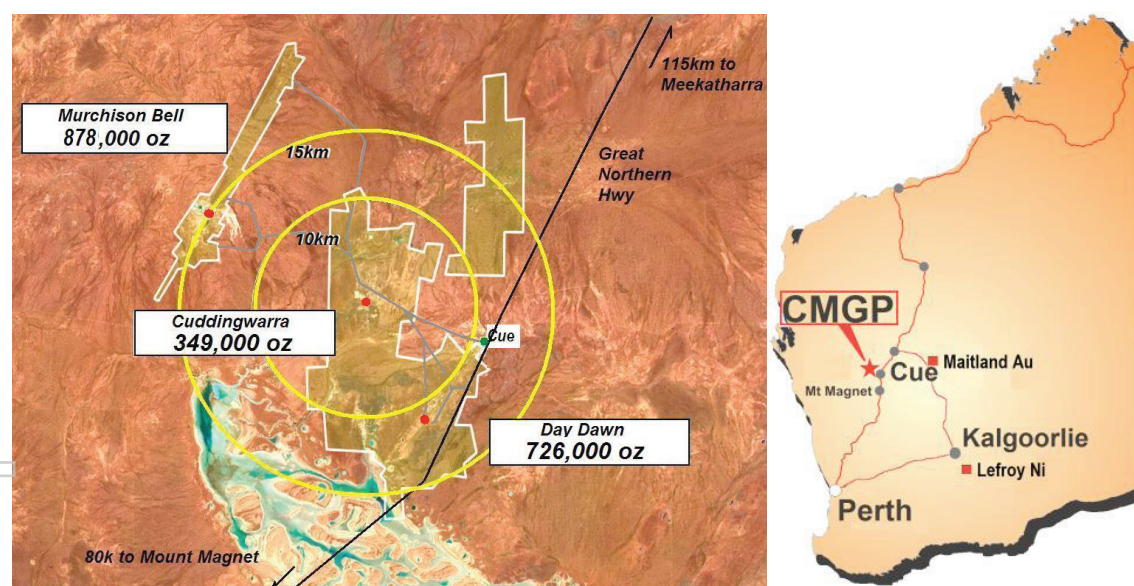 115km to
Meekatharra
Murchison Bell
878,000 oz
15km
Great
Northern
Hwy
10km
Cuddingwarra
349,000 oz
Cue
Day Dawn
726,000 oz
80k to Mount Magnet
CMGP
Cue
Maitland Au
Mt Magnet
Kalgoorlie
Lefroy Ni
Perth